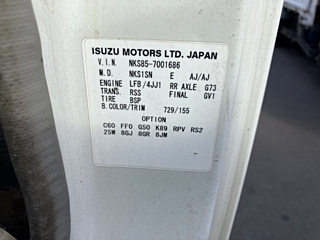 ISUZU MOTORS LTD. JAPAN
V.I.N. NKS85-7001686
M.D. NKS1SN E AJ/AJ
ENGINE LFB/4JJ1 RR AXLE G73
TRANS. RSS FINAL GV1
TIRE BSP
B.COLOR/TRIM 729/155
OPTION
C60 FF0 G50 K89 RPV RS2
25W 8GJ 8GR 8JM